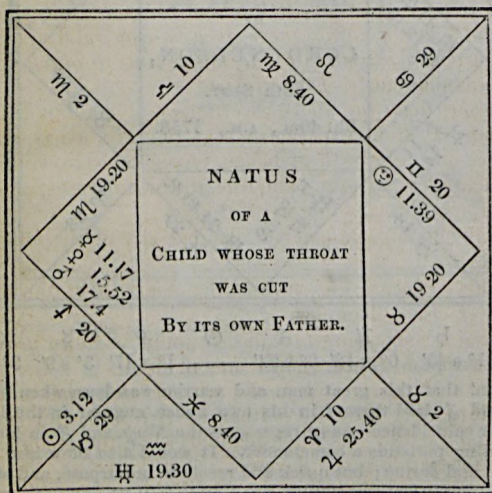 ♏ 2
♎ 10
♍ 8.40
♌
♋ 29
♏ 19.20
♀ ♂ ☿ 11.17
15.52
17.4
♐ 20
NATUS
OF A
CHILD WHOSE THROAT
WAS CUT
BY ITS OWN FATHER.
♊ 20
11.39
♉ 19 20
☉ 3.12
♑ 29
♓ 8.40
♒
♅ 19.30
♈ 10
♃ 25.40
♉ 2